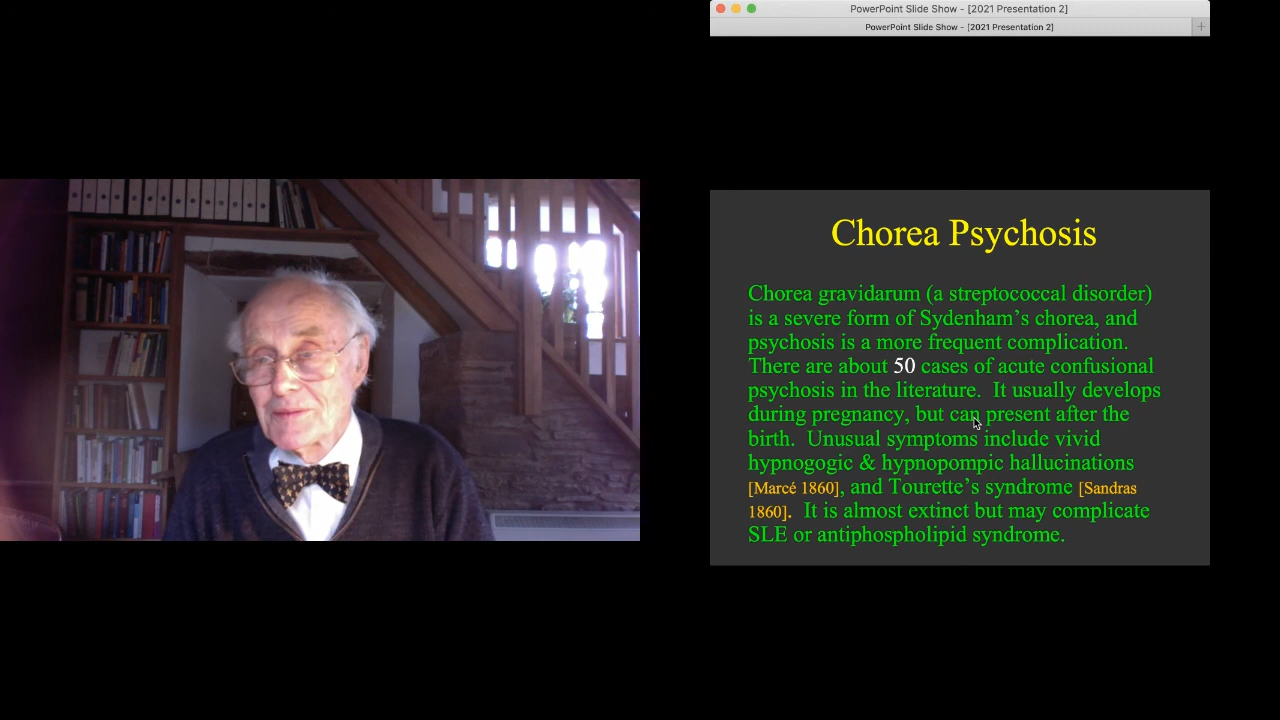 PowerPoint Slide Show - [2021 Presentation 2]
PowerPoint Slide Show - [2021 Presentation 2]
Chorea Psychosis
Chorea gravidarum (a streptococcal disorder)
is a severe form of Sydenham’s chorea, and
psychosis is a more frequent complication.
There are about 50 cases of acute confusional
psychosis in the literature.  It usually develops
during pregnancy, but can present after the
birth.  Unusual symptoms include vivid
hypnogogic & hypnopompic hallucinations
[Marcé 1860], and Tourette’s syndrome [Sandras
1860].  It is almost extinct but may complicate
SLE or antiphospholipid syndrome.